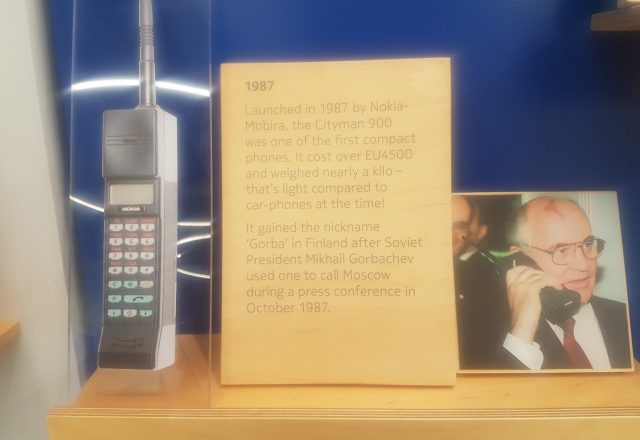 NOKIA
1987
Launched in 1987 by Nokia-
Mobira, the Cityman 900
was one of the first compact
phones. It cost over EU4500
and weighed nearly a kilo –
that's light compared to
car-phones at the time!
It gained the nickname
'Gorba' in Finland after Soviet
President Mikhail Gorbachev
used one to call Moscow
during a press conference in
October 1987.